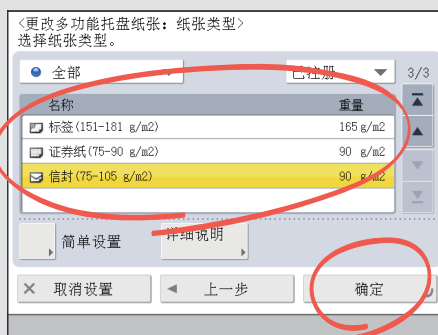 <更改多功能托盘纸张: 纸张类型>
选择纸张类型。
全部 已注册 3/3
名称 重量
标签(151-181 g/m2) 165 g/m2
证券纸(75-90 g/m2) 90 g/m2
信封(75-105 g/m2) 90 g/m2
简单设置 详细说明
取消设置 上一步 确定